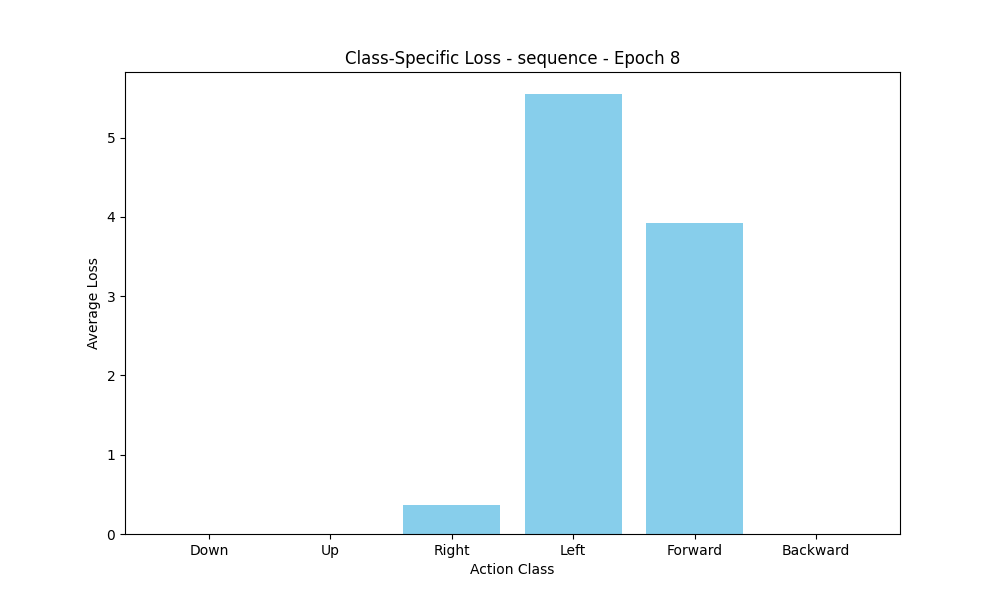 Class-Specific Loss - sequence - Epoch 8
5
4
3
2
1
0
Average Loss
Down Up Right Left Forward Backward
Action Class